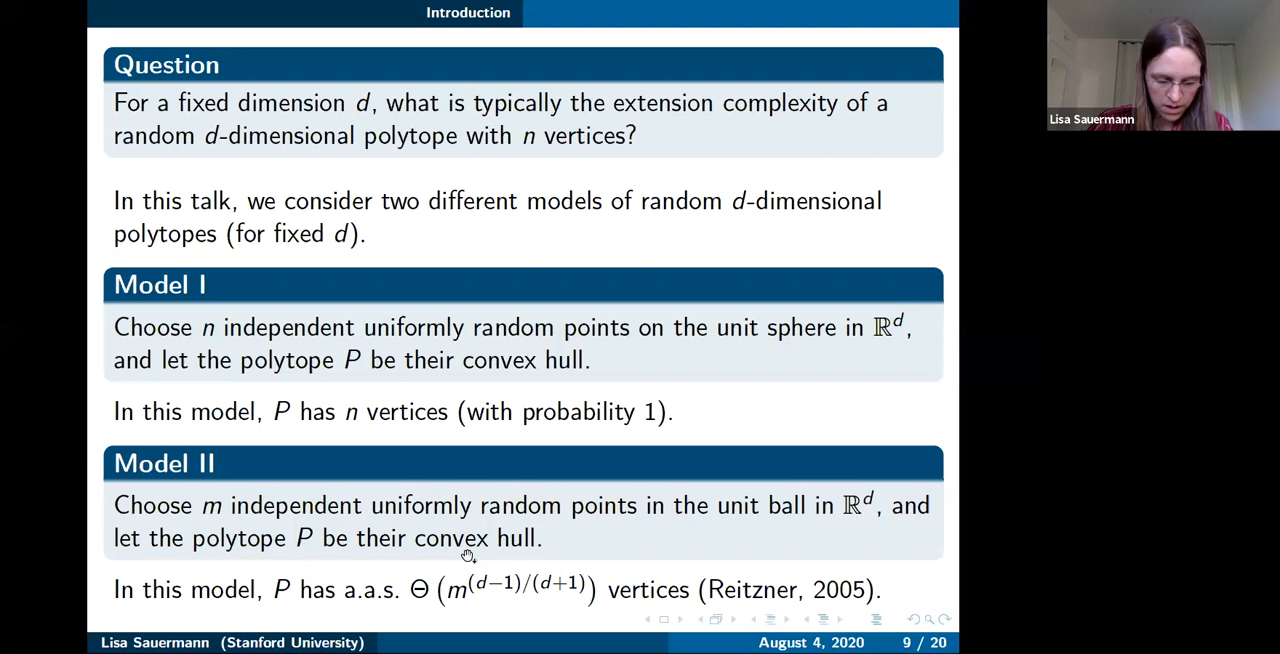 Introduction
Question
For a fixed dimension d, what is typically the extension complexity of a
random d-dimensional polytope with n vertices?
In this talk, we consider two different models of random d-dimensional
polytopes (for fixed d).
Model I
Choose n independent uniformly random points on the unit sphere in ℝ^d,
and let the polytope P be their convex hull.
In this model, P has n vertices (with probability 1).
Model II
Choose m independent uniformly random points in the unit ball in ℝ^d, and
let the polytope P be their convex hull.
In this model, P has a.a.s. Θ(m^(d−1)/(d+1)) vertices (Reitzner, 2005).
Lisa Sauermann (Stanford University) August 4, 2020 9 / 20
Lisa Sauermann